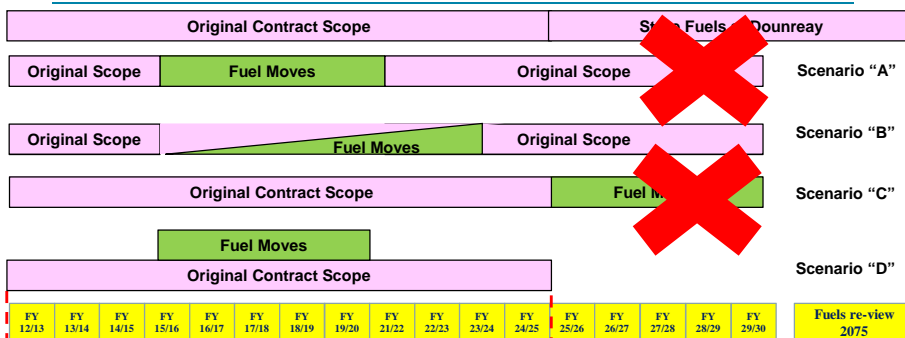 Original Contract Scope
Fuels Dounreay
Original Scope Fuel Moves Original Scope Scenario "A"
Original Scope Fuel Moves Original Scope Scenario "B"
Original Contract Scope Fuel Scenario "C"
Fuel Moves
Original Contract Scope Scenario "D"
FY FY FY FY FY FY FY FY FY FY FY FY FY FY FY FY FY Fuels re-view
12/13 13/14 14/15 15/16 16/17 17/18 18/19 19/20 21/22 22/23 23/24 24/25 25/26 26/27 27/28 28/29 29/30 2075